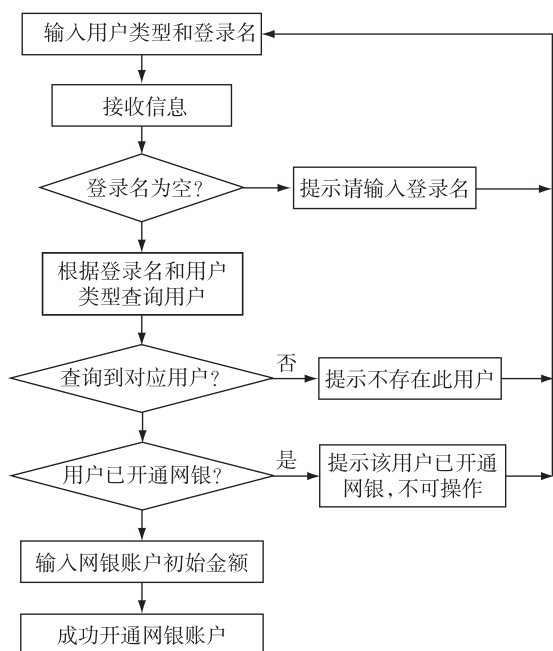 输入用户类型和登录名
接收信息
登录名为空?
提示请输入登录名
根据登录名和用户
类型查询用户
查询到对应用户?
否
提示不存在此用户
用户已开通网银?
是
提示该用户已开通
网银,不可操作
输入网银账户初始金额
成功开通网银账户